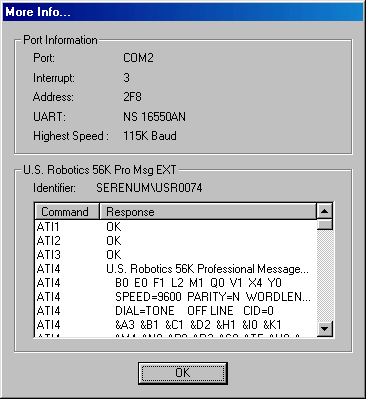 More Info...
Port Information
Port: COM2
Interrupt: 3
Address: 2F8
UART: NS 16550AN
Highest Speed : 115K Baud
U.S. Robotics 56K Pro Msg EXT
Identifier: SERENUM\USR0074
Command Response
ATI1 OK
ATI2 OK
ATI3 OK
ATI4 U.S. Robotics 56K Professional Message...
ATI4 B0 E0 F1 L2 M1 Q0 V1 X4 Y0
ATI4 SPEED=9600 PARITY=N WORDLEN...
ATI4 DIAL=TONE OFF LINE CID=0
ATI4 &A3 &B1 &C1 &D2 &H1 &I0 &K1
OK